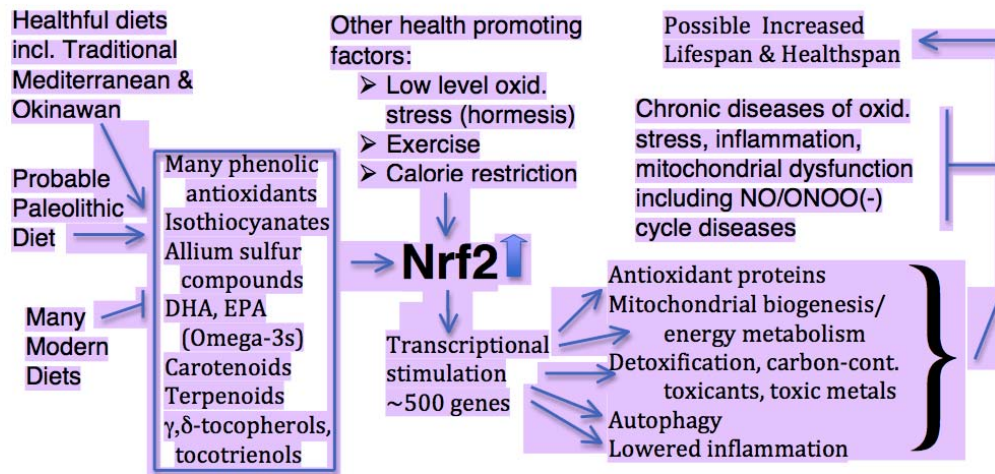 Healthful diets
incl. Traditional
Mediterranean &
Okinawan
Probable
Paleolithic
Diet
Many
Modern
Diets
Many phenolic
antioxidants
Isothiocyanates
Allium sulfur
compounds
DHA, EPA
(Omega-3s)
Carotenoids
Terpenoids
γ,δ-tocopherols,
tocotrienols
Other health promoting
factors:
➢ Low level oxid.
stress (hormesis)
➢ Exercise
➢ Calorie restriction
Nrf2
Transcriptional
stimulation
~500 genes
Possible Increased
Lifespan & Healthspan
Chronic diseases of oxid.
stress, inflammation,
mitochondrial dysfunction
including NO/ONOO(-)
cycle diseases
Antioxidant proteins
Mitochondrial biogenesis/
energy metabolism
Detoxification, carbon-cont.
toxicants, toxic metals
Autophagy
Lowered inflammation